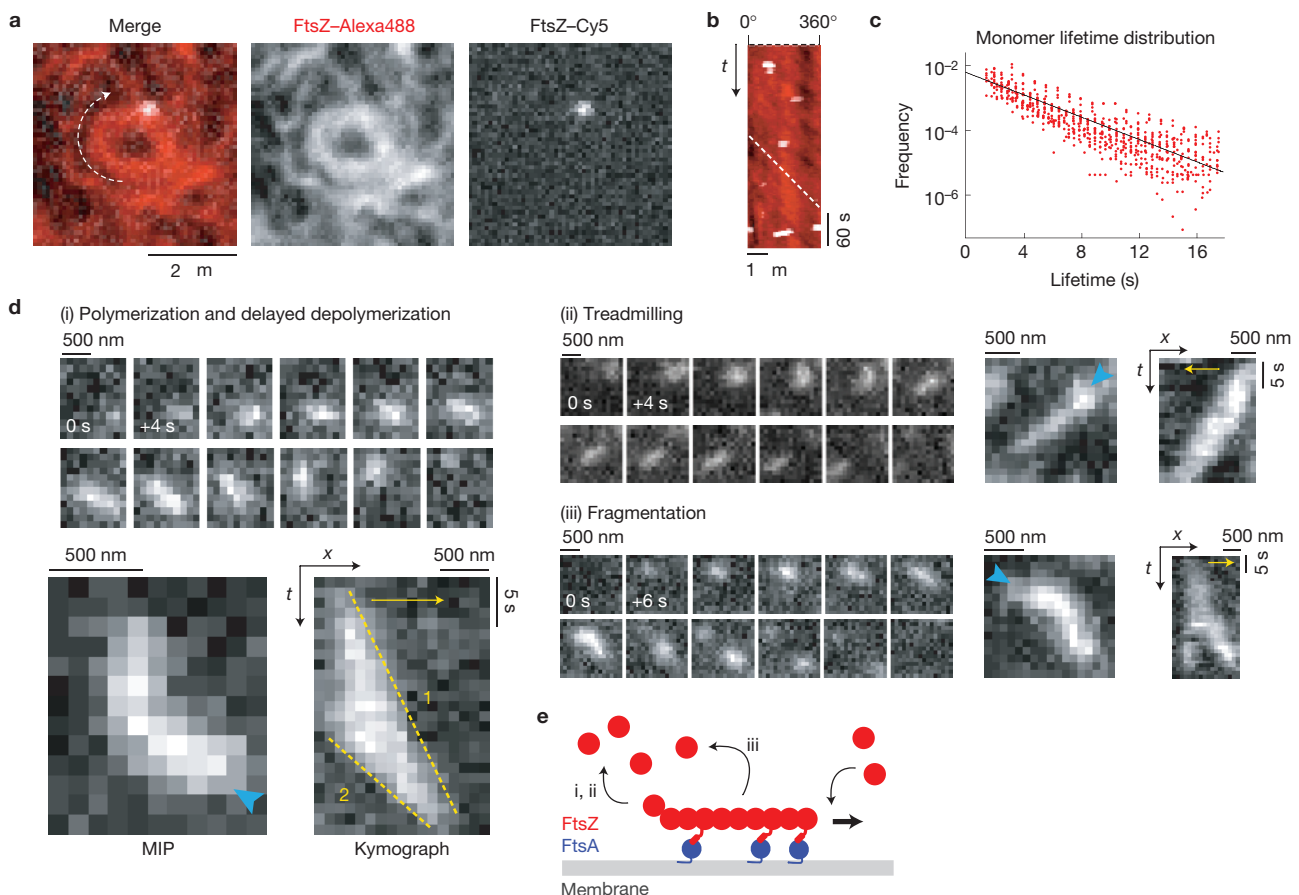 a
Merge
FtsZ–Alexa488
FtsZ–Cy5
2 m
b
0° 360°
t
60 s
1 m
c
Monomer lifetime distribution
Frequency
10−2
10−4
10−6
0 4 8 12 16
Lifetime (s)
d
(i) Polymerization and delayed depolymerization
500 nm
0 s
+4 s
500 nm
x
500 nm
t
5 s
1
2
MIP
Kymograph
(ii) Treadmilling
500 nm
0 s
+4 s
500 nm
x
500 nm
t
5 s
(iii) Fragmentation
500 nm
0 s
+6 s
500 nm
x
500 nm
t
5 s
e
iii
i, ii
FtsZ
FtsA
Membrane